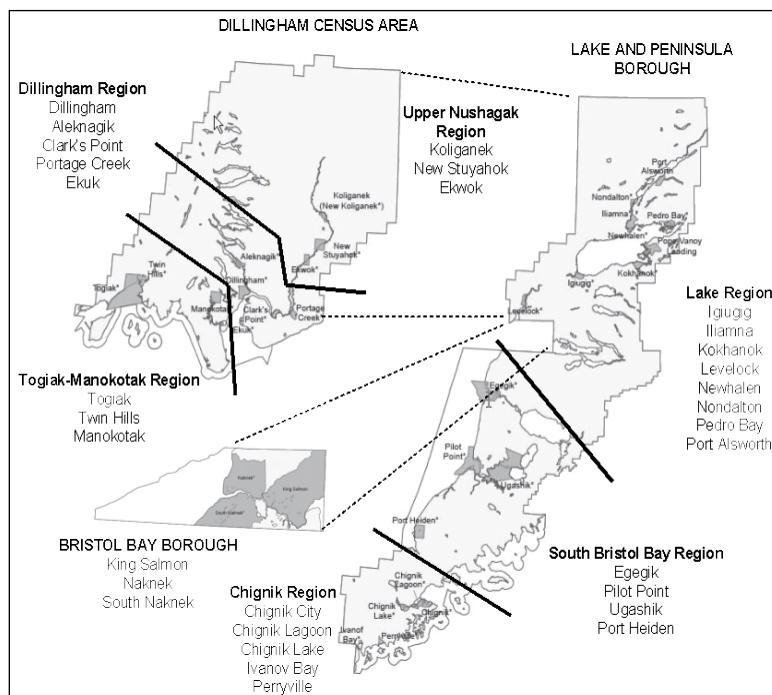 DILLINGHAM CENSUS AREA
LAKE AND PENINSULA
BOROUGH
Dillingham Region
Dillingham
Aleknagik
Clark's Point
Portage Creek
Ekuk
Upper Nushagak
Region
Koliganek
New Stuyahok
Ekwok
Koliganek*
(New Koliganek*)
New
Stuyahok*
Ekwok*
Aleknagik*
Dillingham*
Twin
Hills*
Togiak*
Manokotak*
Clark's
Point*
Ekuk*
Portage
Creek*
Port
Alsworth*
Nondalton*
Iliamna*
Pedro Bay*
Newhalen*
Pope Vanoy
Landing
Kokhanok*
Igiugig*
Levelock*
Lake Region
Igiugig
Iliamna
Kokhanok
Levelock
Newhalen
Nondalton
Pedro Bay
Port Alsworth
Togiak-Manokotak Region
Togiak
Twin Hills
Manokotak
Egegik*
Pilot
Point*
Ugashik*
Port Heiden*
Naknek*
King Salmon
South Naknek*
BRISTOL BAY BOROUGH
King Salmon
Naknek
South Naknek
South Bristol Bay Region
Egegik
Pilot Point
Ugashik
Port Heiden
Chignik Region
Chignik City
Chignik Lagoon
Chignik Lake
Ivanov Bay
Perryville
Chignik
Lagoon*
Chignik
Lake*
Chignik*
Ivanof
Bay*
Perryville*